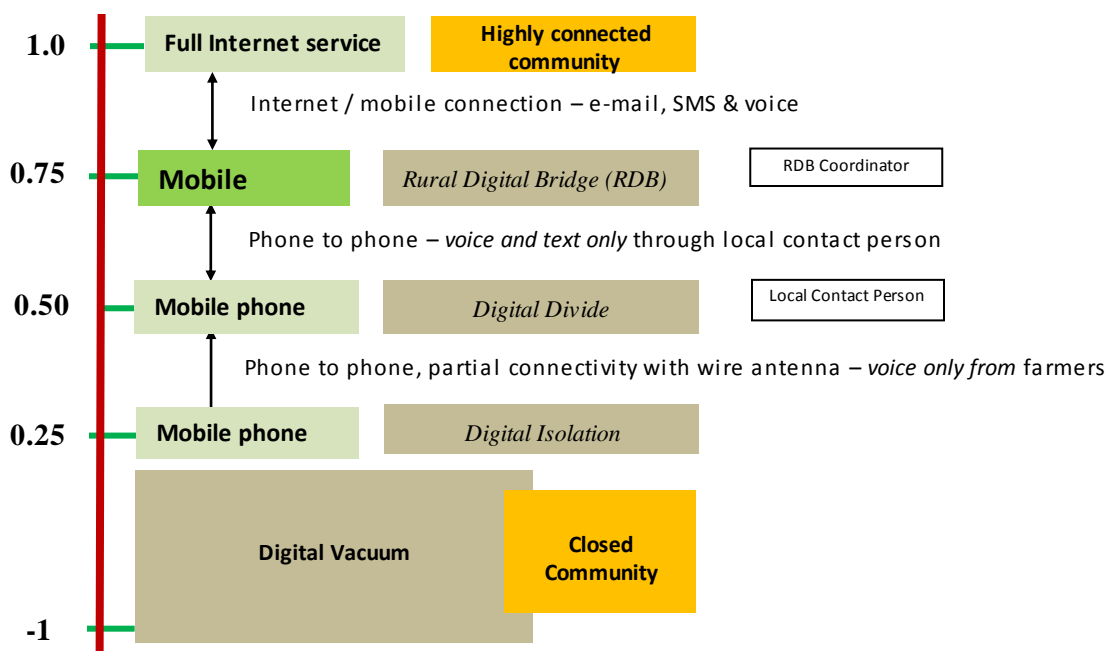 1.0
Full Internet service
Highly connected
community
Internet / mobile connection – e-mail, SMS & voice
0.75
Mobile
Rural Digital Bridge (RDB)
RDB Coordinator
Phone to phone – voice and text only through local contact person
0.50
Mobile phone
Digital Divide
Local Contact Person
Phone to phone, partial connectivity with wire antenna – voice only from farmers
0.25
Mobile phone
Digital Isolation
Digital Vacuum
Closed
Community
-1